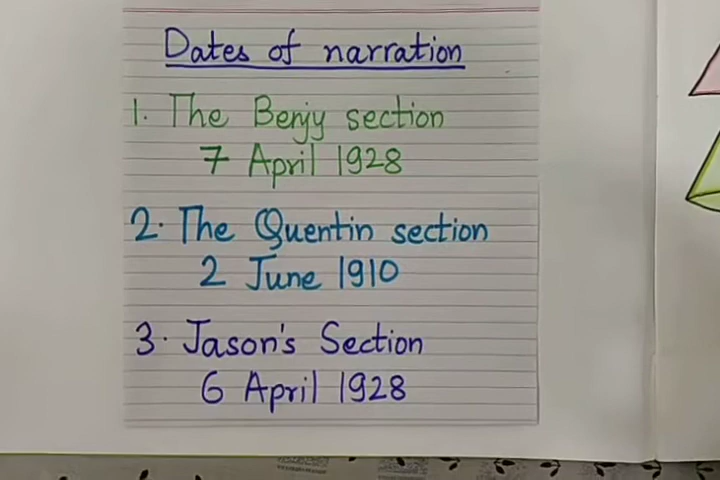 Dates of narration
1. The Benjy section
7 April 1928
2. The Quentin section
2 June 1910
3. Jason's Section
6 April 1928